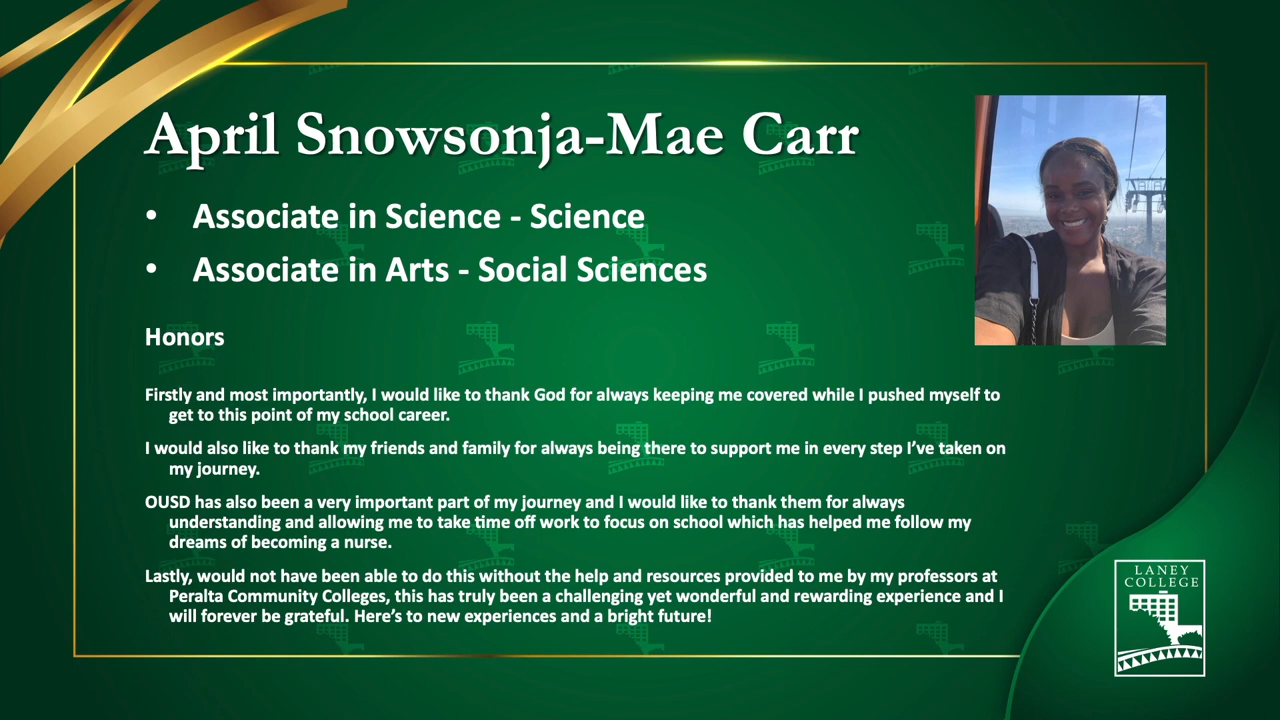 April Snowsonja-Mae Carr
• Associate in Science - Science
• Associate in Arts - Social Sciences
Honors
Firstly and most importantly, I would like to thank God for always keeping me covered while I pushed myself to
get to this point of my school career.
I would also like to thank my friends and family for always being there to support me in every step I’ve taken on
my journey.
OUSD has also been a very important part of my journey and I would like to thank them for always
understanding and allowing me to take time off work to focus on school which has helped me follow my
dreams of becoming a nurse.
Lastly, would not have been able to do this without the help and resources provided to me by my professors at
Peralta Community Colleges, this has truly been a challenging yet wonderful and rewarding experience and I
will forever be grateful. Here’s to new experiences and a bright future!
LANEY
COLLEGE